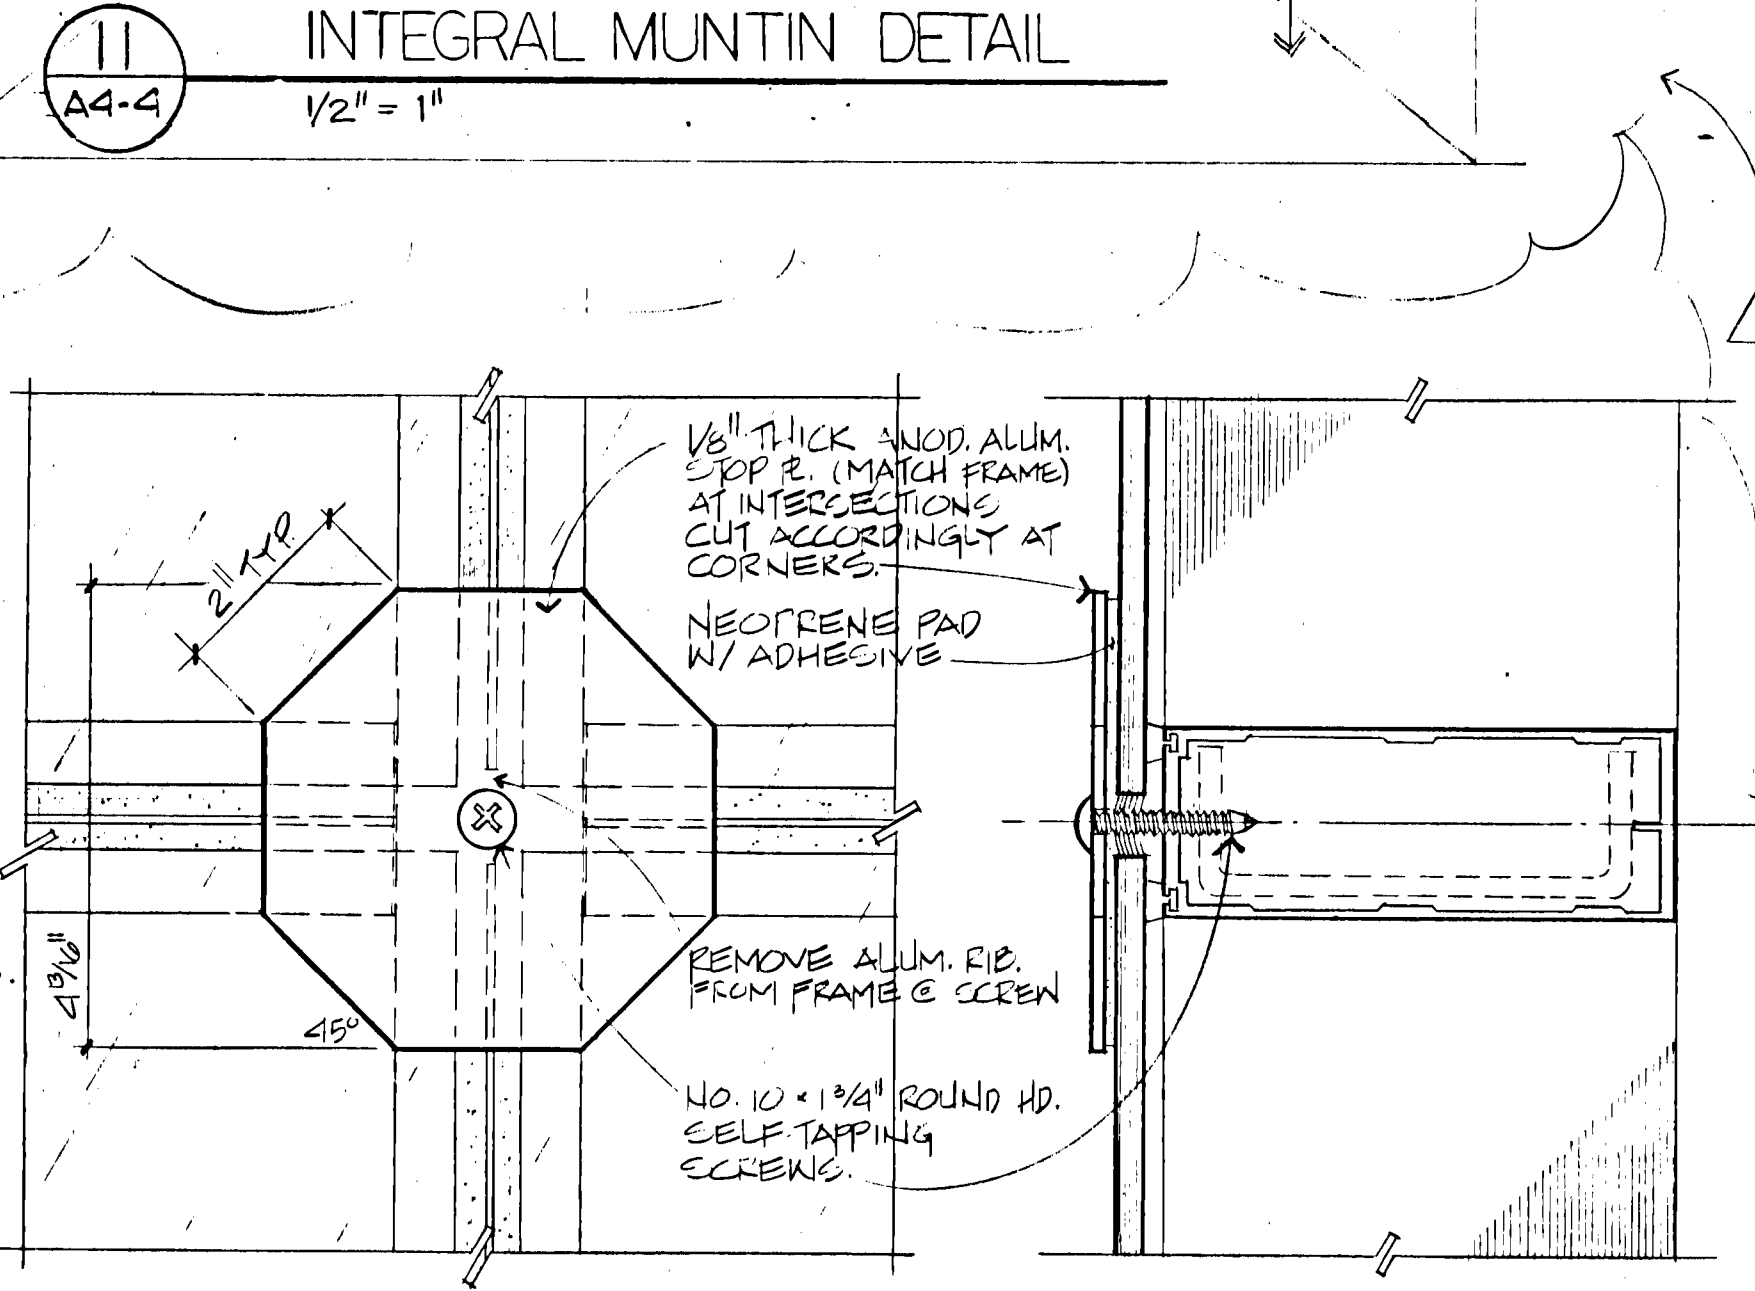 11
A4-4
INTEGRAL MUNTIN DETAIL
1/2" = 1"
1/8" THICK ANOD. ALUM.
STOP PL. (MATCH FRAME)
AT INTERSECTIONS
CUT ACCORDINGLY AT
CORNERS.
NEOPRENE PAD
W/ ADHESIVE
2" TYP.
4 3/16"
45°
REMOVE ALUM. RIB.
FROM FRAME @ SCREW
NO. 10 x 1 3/4" ROUND HD.
SELF-TAPPING
SCREWS.